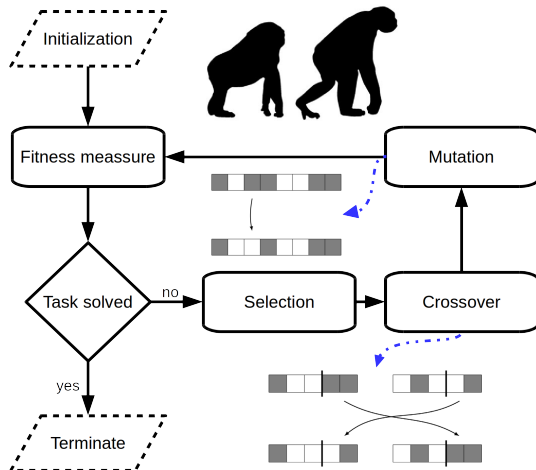 Initialization
Fitness meassure
Mutation
Task solved
no
Selection
Crossover
yes
Terminate